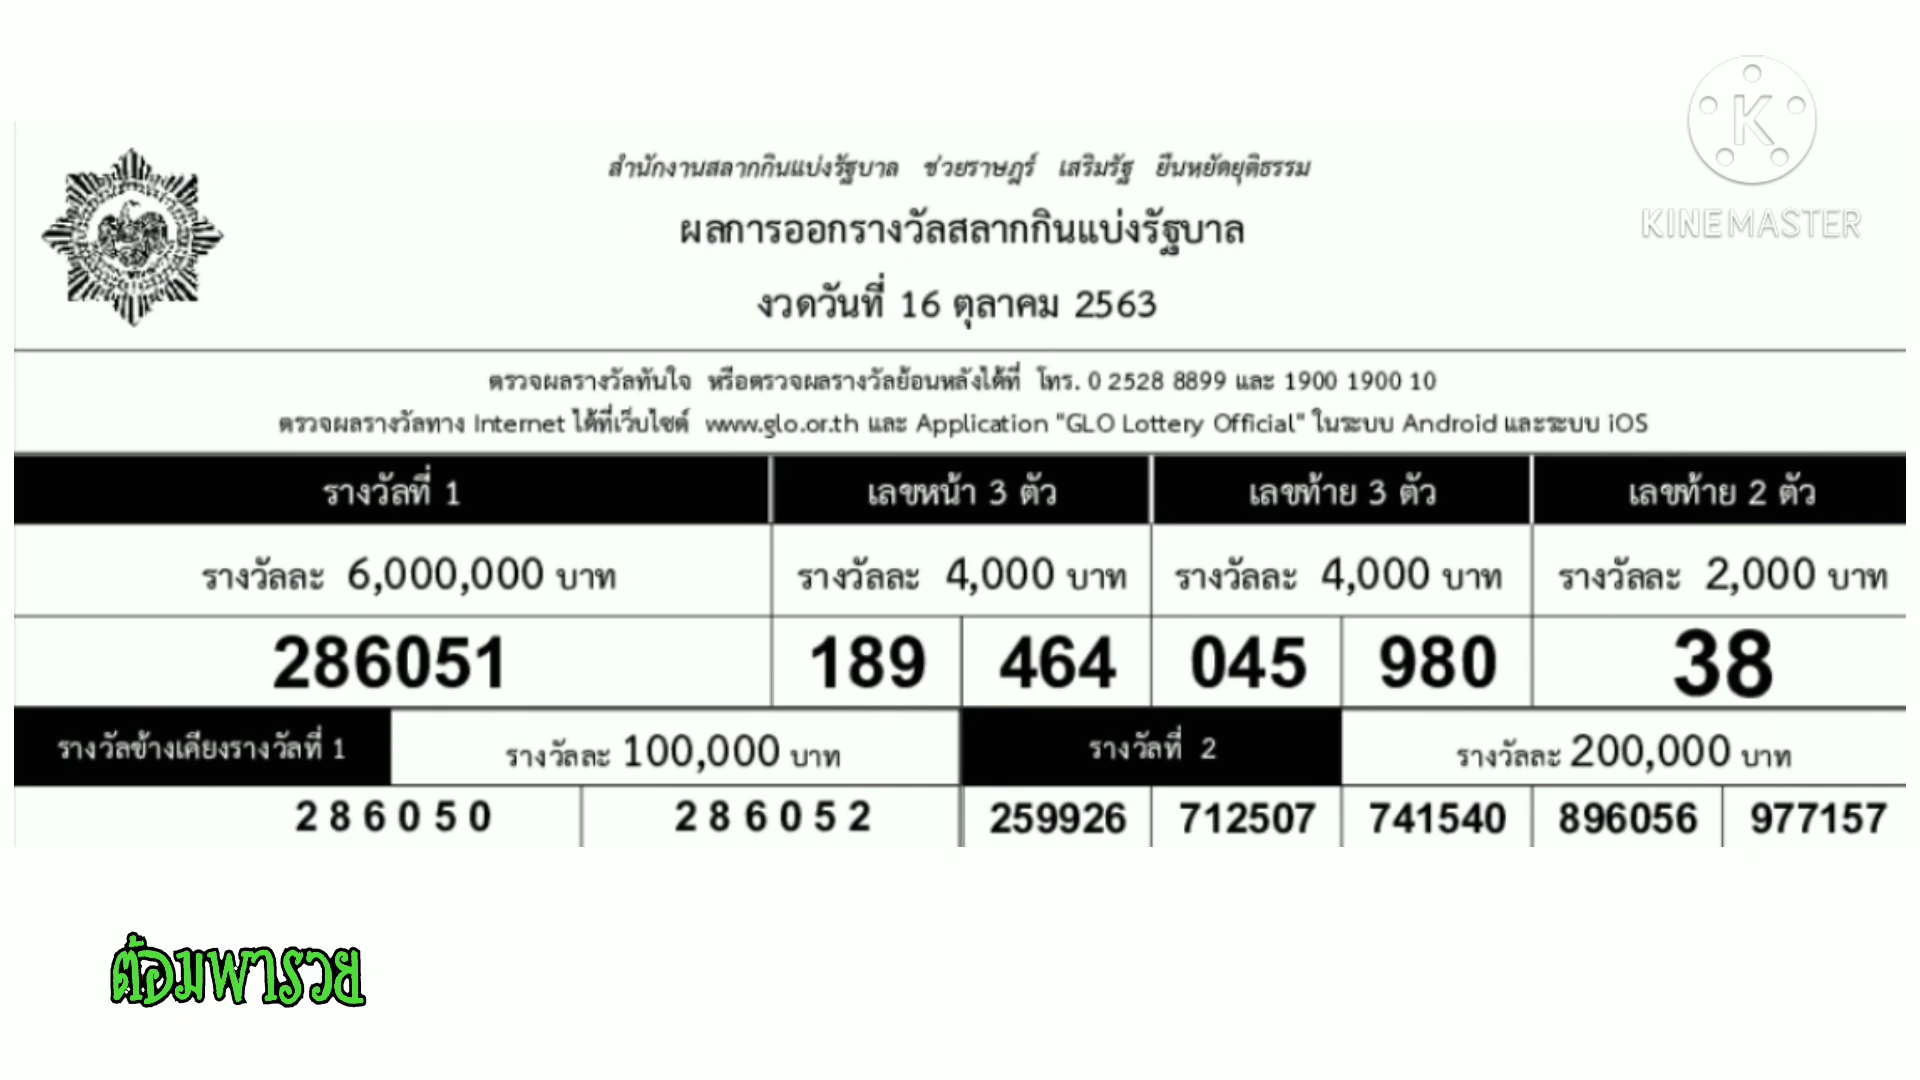 K
KINEMASTER
สำนักงานสลากกินแบ่งรัฐบาล ช่วยราษฎร์ เสริมรัฐ ยืนหยัดยุติธรรม
ผลการออกรางวัลสลากกินแบ่งรัฐบาล
งวดวันที่ 16 ตุลาคม 2563
ตรวจผลรางวัลทันใจ หรือตรวจผลรางวัลย้อนหลังได้ที่ โทร. 0 2528 8899 และ 1900 1900 10
ตรวจผลรางวัลทาง Internet ได้ที่เว็บไซต์ www.glo.or.th และ Application "GLO Lottery Official" ในระบบ Android และระบบ iOS
รางวัลที่ 1 เลขหน้า 3 ตัว เลขท้าย 3 ตัว เลขท้าย 2 ตัว
รางวัลละ 6,000,000 บาท รางวัลละ 4,000 บาท รางวัลละ 4,000 บาท รางวัลละ 2,000 บาท
286051 189 464 045 980 38
รางวัลข้างเคียงรางวัลที่ 1 รางวัลละ 100,000 บาท รางวัลที่ 2 รางวัลละ 200,000 บาท
286050 286052 259926 712507 741540 896056 977157
ต้อมพารวย